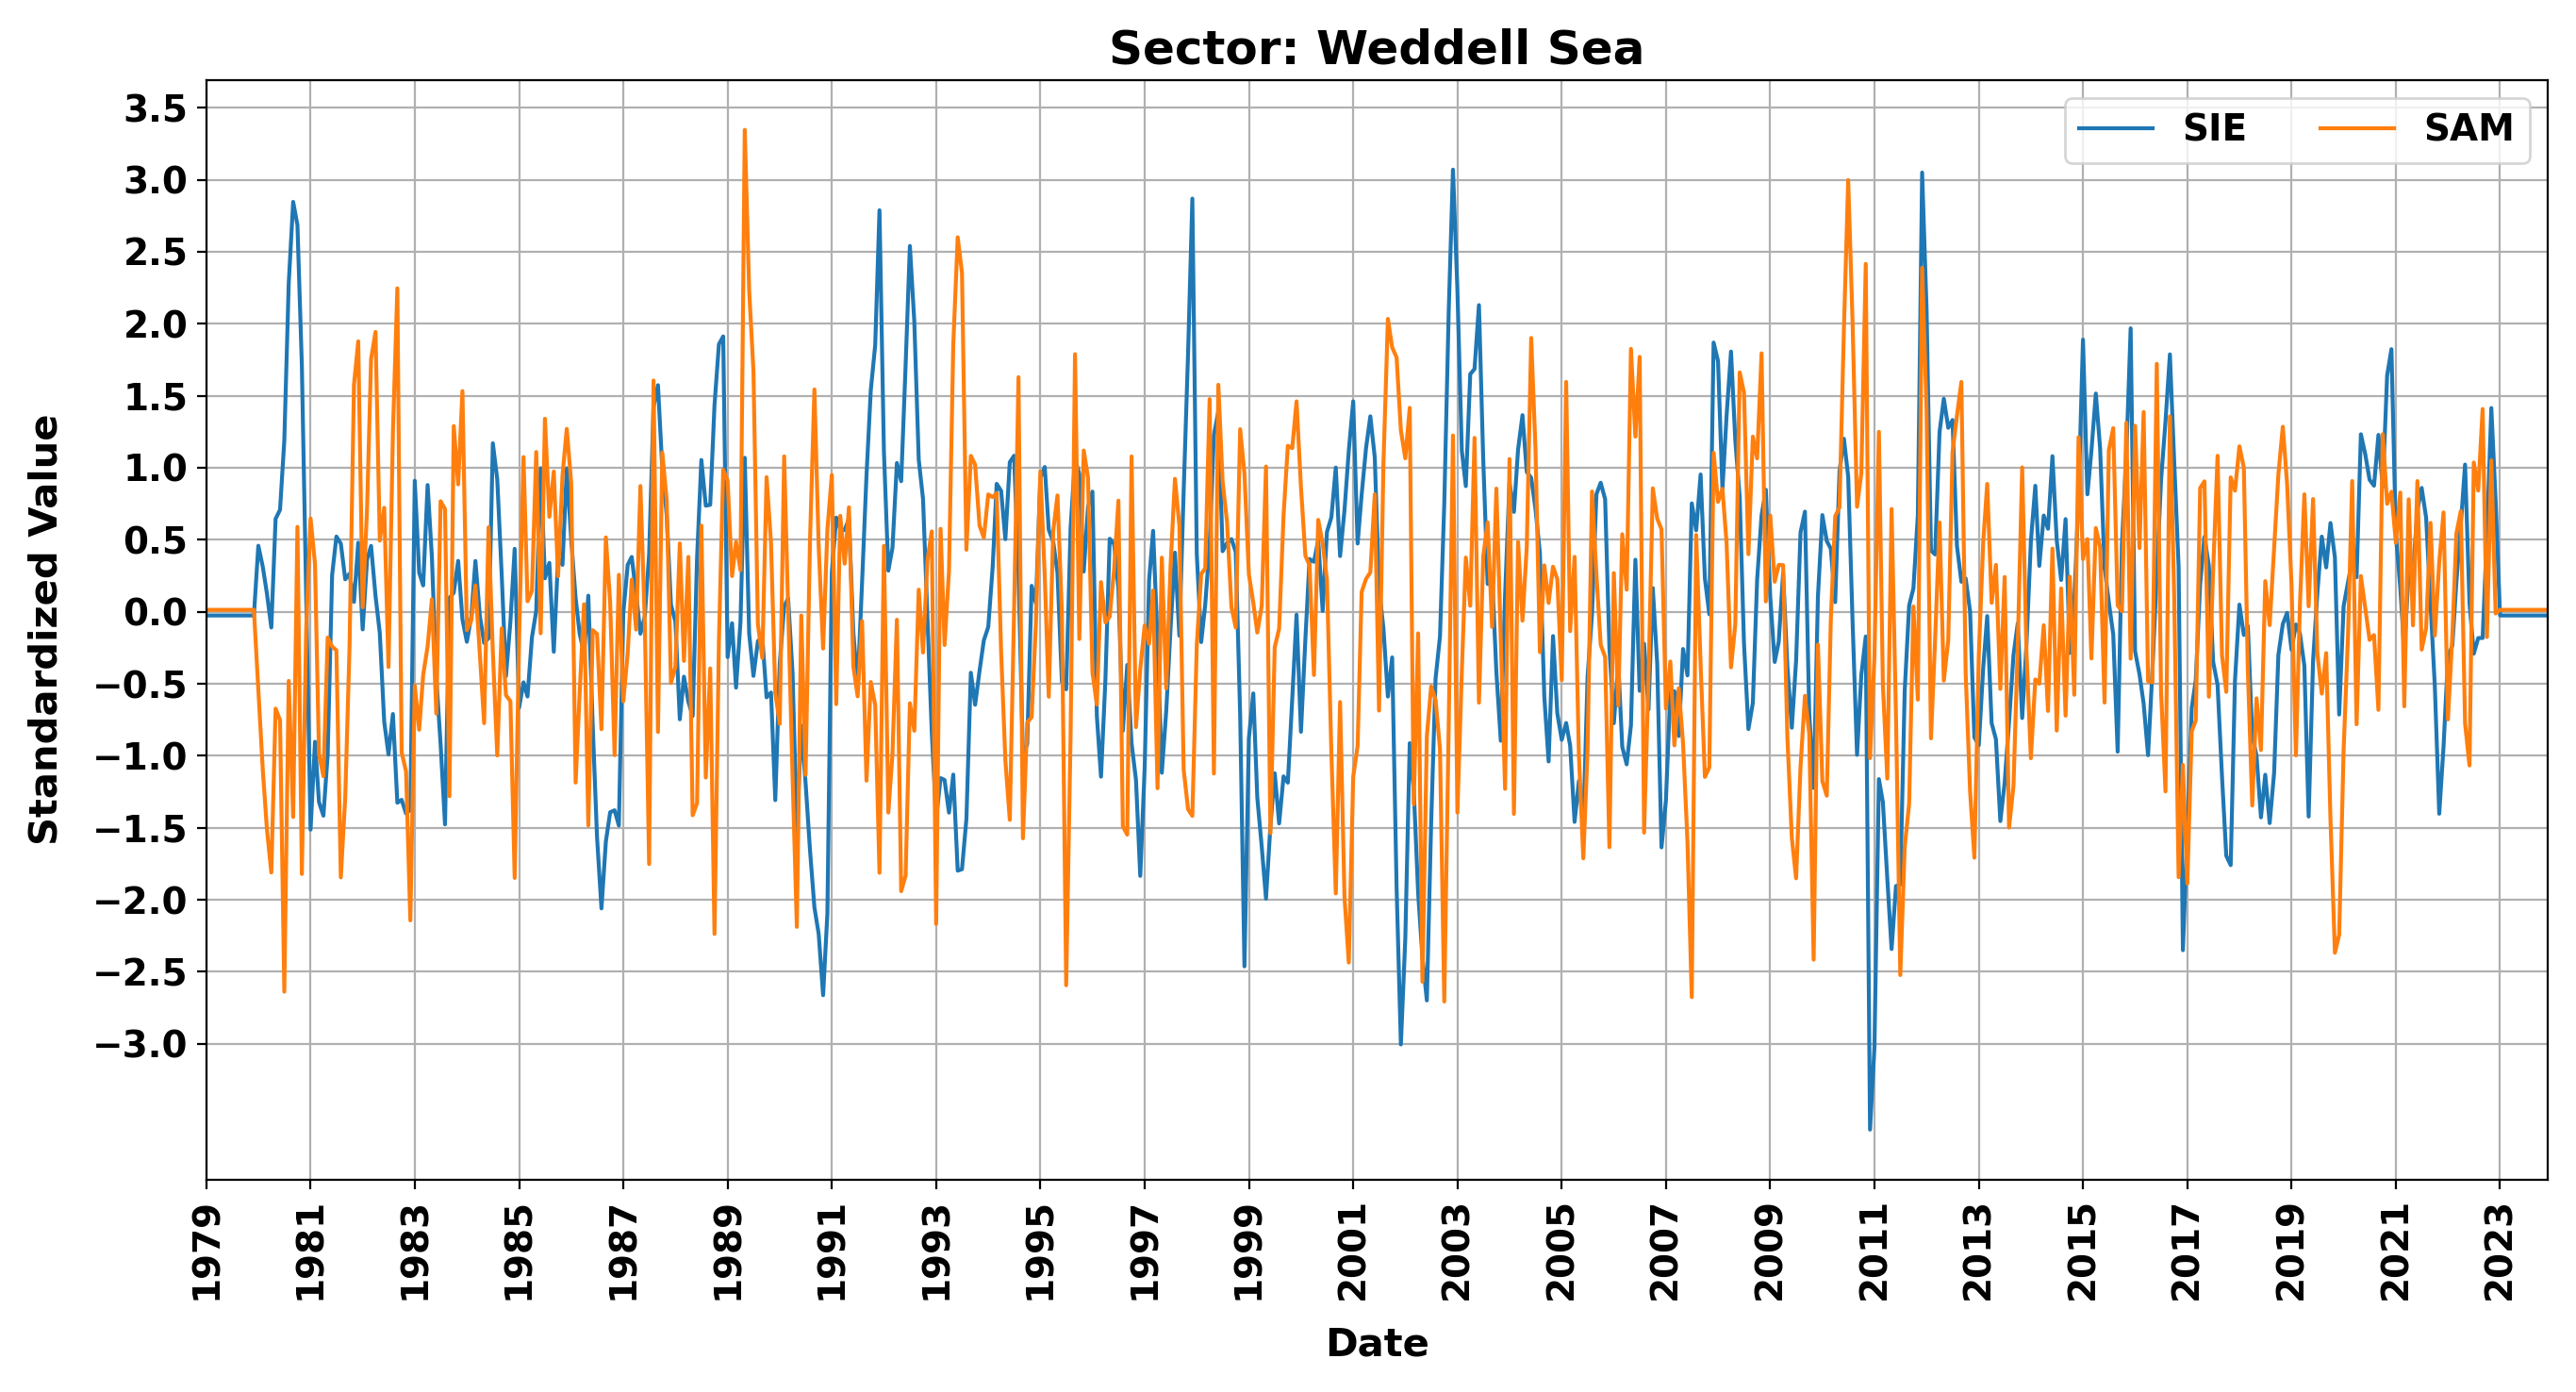 Sector: Weddell Sea
SIE SAM
Standardized Value
3.5
3.0
2.5
2.0
1.5
1.0
0.5
0.0
−0.5
−1.0
−1.5
−2.0
−2.5
−3.0
1979 1981 1983 1985 1987 1989 1991 1993 1995 1997 1999 2001 2003 2005 2007 2009 2011 2013 2015 2017 2019 2021 2023
Date